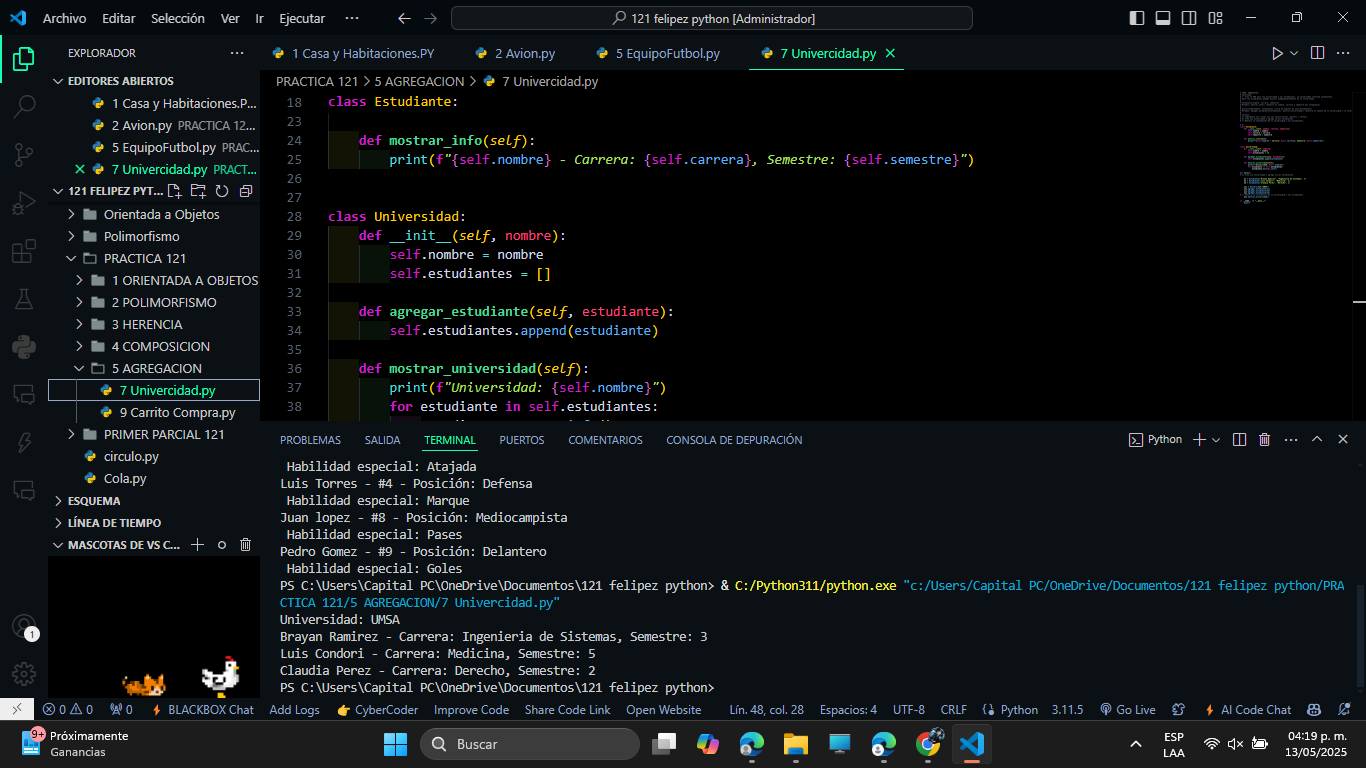 Archivo Editar Selección Ver Ir Ejecutar ··· 121 felipez python [Administrador]
EXPLORADOR ···
EDITORES ABIERTOS
1 Casa y Habitaciones.P...
2 Avion.py PRACTICA 12...
5 EquipoFutbol.py PRAC...
7 Univercidad.py PRACT...
121 FELIPEZ PYT...
Orientada a Objetos
Polimorfismo
PRACTICA 121
1 ORIENTADA A OBJETOS
2 POLIMORFISMO
3 HERENCIA
4 COMPOSICION
5 AGREGACION
7 Univercidad.py
9 Carrito Compra.py
PRIMER PARCIAL 121
circulo.py
Cola.py
ESQUEMA
LÍNEA DE TIEMPO
MASCOTAS DE VS C...
1
1 Casa y Habitaciones.PY 2 Avion.py 5 EquipoFutbol.py 7 Univercidad.py
PRACTICA 121 > 5 AGREGACION > 7 Univercidad.py
18 class Estudiante:
23
24 def mostrar_info(self):
25 print(f"{self.nombre} - Carrera: {self.carrera}, Semestre: {self.semestre}")
26
27
28 class Universidad:
29 def __init__(self, nombre):
30 self.nombre = nombre
31 self.estudiantes = []
32
33 def agregar_estudiante(self, estudiante):
34 self.estudiantes.append(estudiante)
35
36 def mostrar_universidad(self):
37 print(f"Universidad: {self.nombre}")
38 for estudiante in self.estudiantes:
PROBLEMAS SALIDA TERMINAL PUERTOS COMENTARIOS CONSOLA DE DEPURACIÓN Python
Habilidad especial: Atajada
Luis Torres - #4 - Posición: Defensa
Habilidad especial: Marque
Juan lopez - #8 - Posición: Mediocampista
Habilidad especial: Pases
Pedro Gomez - #9 - Posición: Delantero
Habilidad especial: Goles
PS C:\Users\Capital PC\OneDrive\Documentos\121 felipez python> & C:/Python311/python.exe "c:/Users/Capital PC/OneDrive/Documentos/121 felipez python/PRA
CTICA 121/5 AGREGACION/7 Univercidad.py"
Universidad: UMSA
Brayan Ramirez - Carrera: Ingenieria de Sistemas, Semestre: 3
Luis Condori - Carrera: Medicina, Semestre: 5
Claudia Perez - Carrera: Derecho, Semestre: 2
PS C:\Users\Capital PC\OneDrive\Documentos\121 felipez python>
0 0 0 BLACKBOX Chat Add Logs CyberCoder Improve Code Share Code Link Open Website Lín. 48, col. 28 Espacios: 4 UTF-8 CRLF Python 3.11.5 Go Live AI Code Chat
9+ Próximamente
Ganancias
Buscar
ESP
LAA
04:19 p. m.
13/05/2025